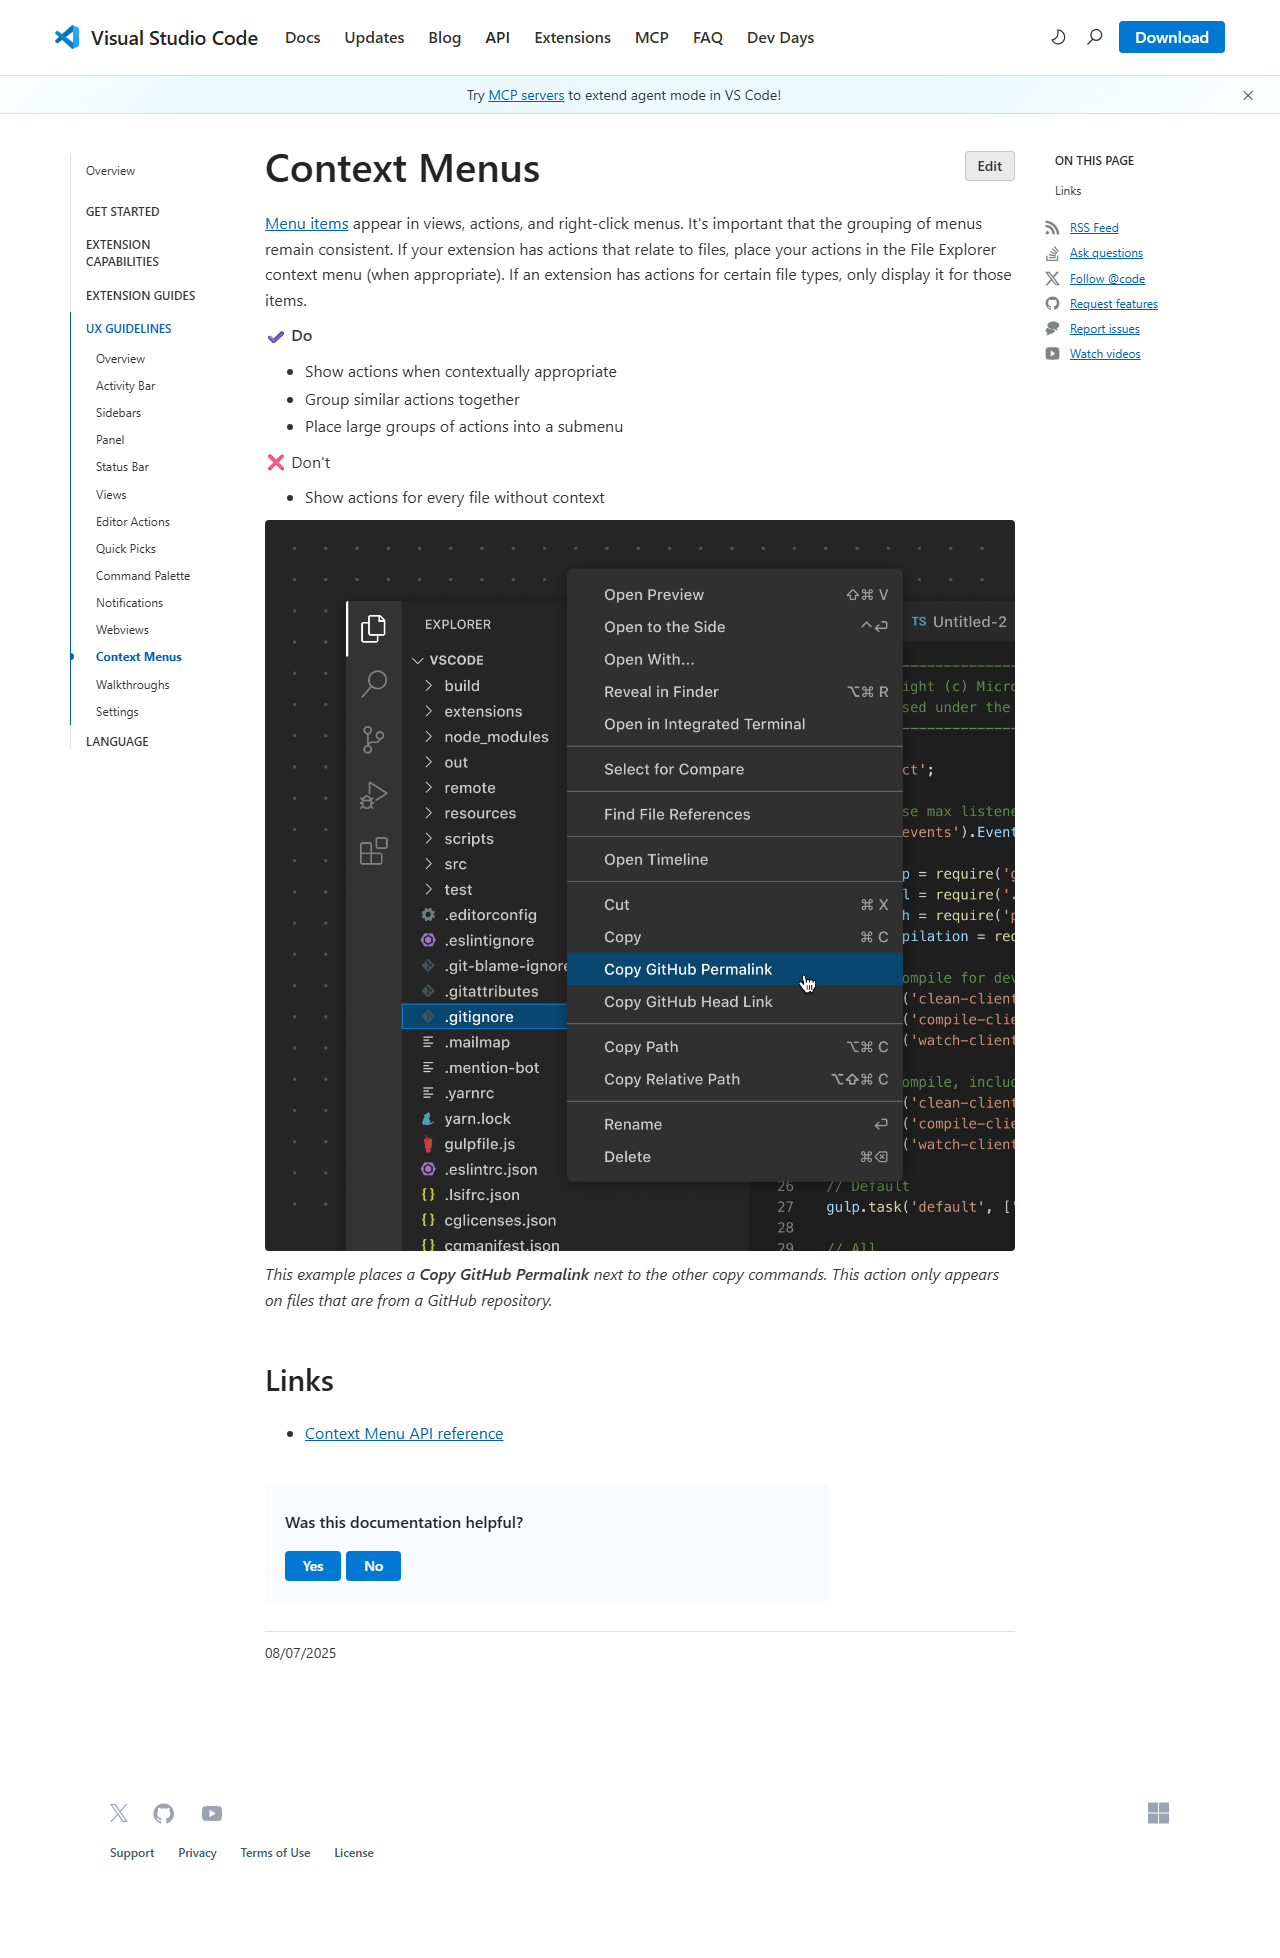 Visual Studio Code Docs Updates Blog API Extensions MCP FAQ Dev Days Download
Try MCP servers to extend agent mode in VS Code!
Overview
GET STARTED
EXTENSION
CAPABILITIES
EXTENSION GUIDES
UX GUIDELINES
Overview
Activity Bar
Sidebars
Panel
Status Bar
Views
Editor Actions
Quick Picks
Command Palette
Notifications
Webviews
Context Menus
Walkthroughs
Settings
LANGUAGE
Context Menus
Edit
Menu items appear in views, actions, and right-click menus. It's important that the grouping of menus
remain consistent. If your extension has actions that relate to files, place your actions in the File Explorer
context menu (when appropriate). If an extension has actions for certain file types, only display it for those
items.
✔️ Do
• Show actions when contextually appropriate
• Group similar actions together
• Place large groups of actions into a submenu
❌ Don't
• Show actions for every file without context
EXPLORER
VSCODE
build
extensions
node_modules
out
remote
resources
scripts
src
test
.editorconfig
.eslintignore
.git-blame-ignore
.gitattributes
.gitignore
.mailmap
.mention-bot
.yarnrc
yarn.lock
gulpfile.js
.eslintrc.json
.lsifrc.json
cglicenses.json
cgmanifest.json
Open Preview ⇧⌘ V
Open to the Side ^⏎
Open With...
Reveal in Finder ⌥⌘ R
Open in Integrated Terminal
Select for Compare
Find File References
Open Timeline
Cut ⌘ X
Copy ⌘ C
Copy GitHub Permalink
Copy GitHub Head Link
Copy Path ⌥⌘ C
Copy Relative Path ⌥⇧⌘ C
Rename ⏎
Delete ⌘⌫
TS Untitled-2
ight (c) Micro
sed under the
ct';
se max listene
events').Event
p = require('g
l = require('.
h = require('p
pilation = req
ompile for dev
('clean-client
('compile-clie
('watch-client
ompile, includ
('clean-client
('compile-clie
('watch-client
26 // Default
27 gulp.task('default', ['
28
29 // All
This example places a Copy GitHub Permalink next to the other copy commands. This action only appears
on files that are from a GitHub repository.
Links
• Context Menu API reference
Was this documentation helpful?
Yes No
08/07/2025
ON THIS PAGE
Links
RSS Feed
Ask questions
Follow @code
Request features
Report issues
Watch videos
Support Privacy Terms of Use License